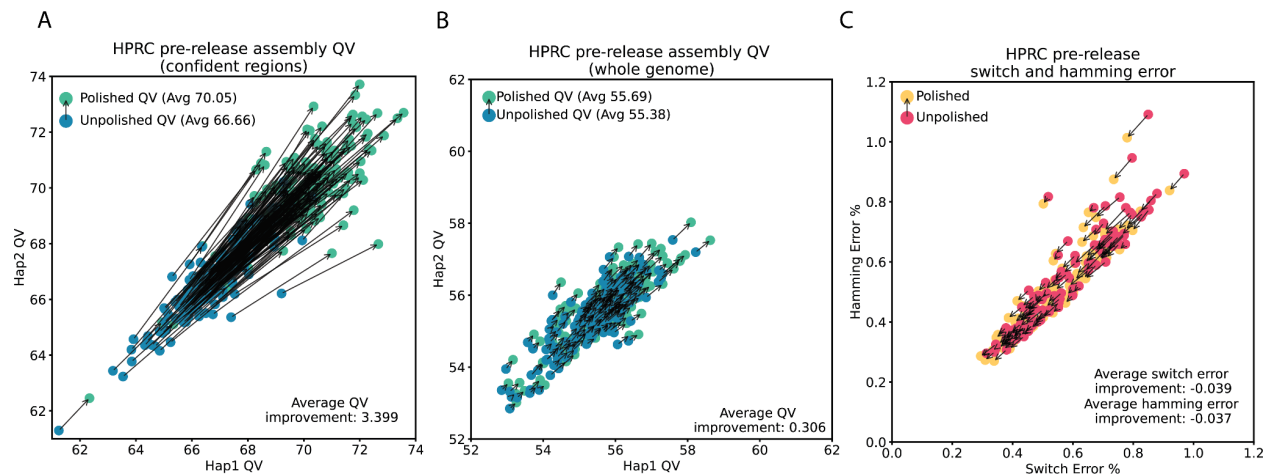 A
HPRC pre-release assembly QV
(confident regions)
Polished QV (Avg 70.05)
Unpolished QV (Avg 66.66)
Average QV
improvement: 3.399
74
72
70
68
66
64
62
Hap2 QV
62
64
66
68
70
72
74
Hap1 QV
B
HPRC pre-release assembly QV
(whole genome)
Polished QV (Avg 55.69)
Unpolished QV (Avg 55.38)
Average QV
improvement: 0.306
62
60
58
56
54
52
Hap2 QV
52
54
56
58
60
62
Hap1 QV
C
HPRC pre-release
switch and hamming error
Polished
Unpolished
Average switch error
improvement: -0.039
Average hamming error
improvement: -0.037
1.2
1.0
0.8
0.6
0.4
0.2
0.0
Hamming Error %
0.0
0.2
0.4
0.6
0.8
1.0
1.2
Switch Error %